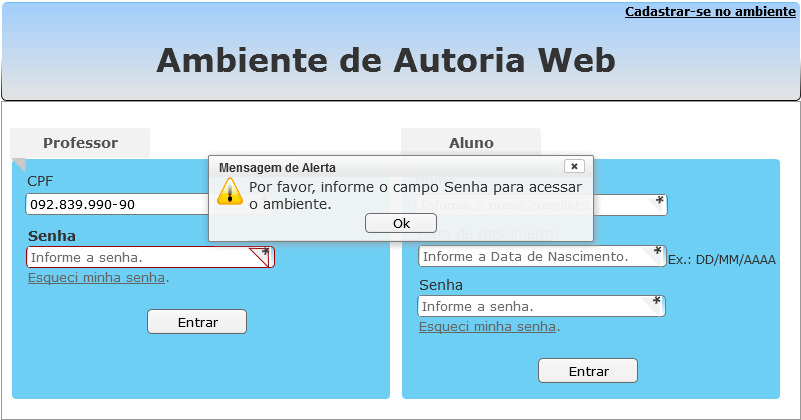 Cadastrar-se no ambiente
Ambiente de Autoria Web
Professor
Aluno
Mensagem de Alerta
Por favor, informe o campo Senha para acessar
o ambiente.
Ok
CPF
092.839.990-90
Senha
Informe a senha.
*
Esqueci minha senha.
Entrar
Nome
Informe o nome completo.
*
Data de Nascimento
Informe a Data de Nascimento.
*
Ex.: DD/MM/AAAA
Senha
Informe a senha.
*
Esqueci minha senha.
Entrar